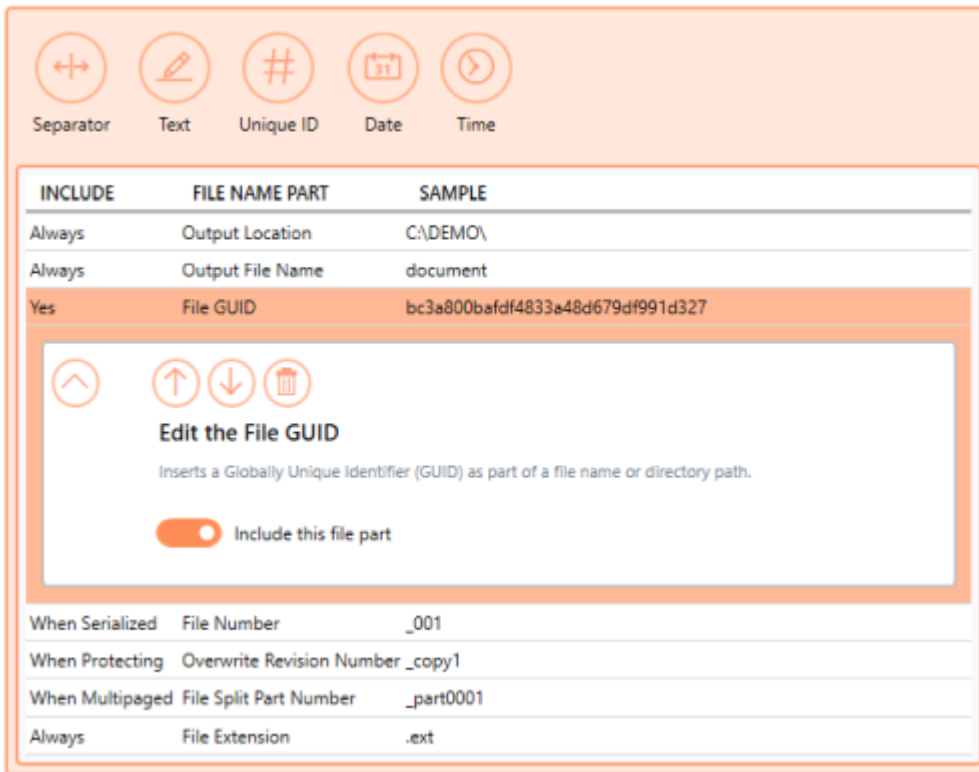 Separator Text Unique ID Date Time
INCLUDE FILE NAME PART SAMPLE
Always Output Location C:\DEMO\
Always Output File Name document
Yes File GUID bc3a800bafdf4833a48d679df991d327
Edit the File GUID
Inserts a Globally Unique Identifier (GUID) as part of a file name or directory path.
Include this file part
When Serialized File Number _001
When Protecting Overwrite Revision Number _copy1
When Multipaged File Split Part Number _part0001
Always File Extension .ext